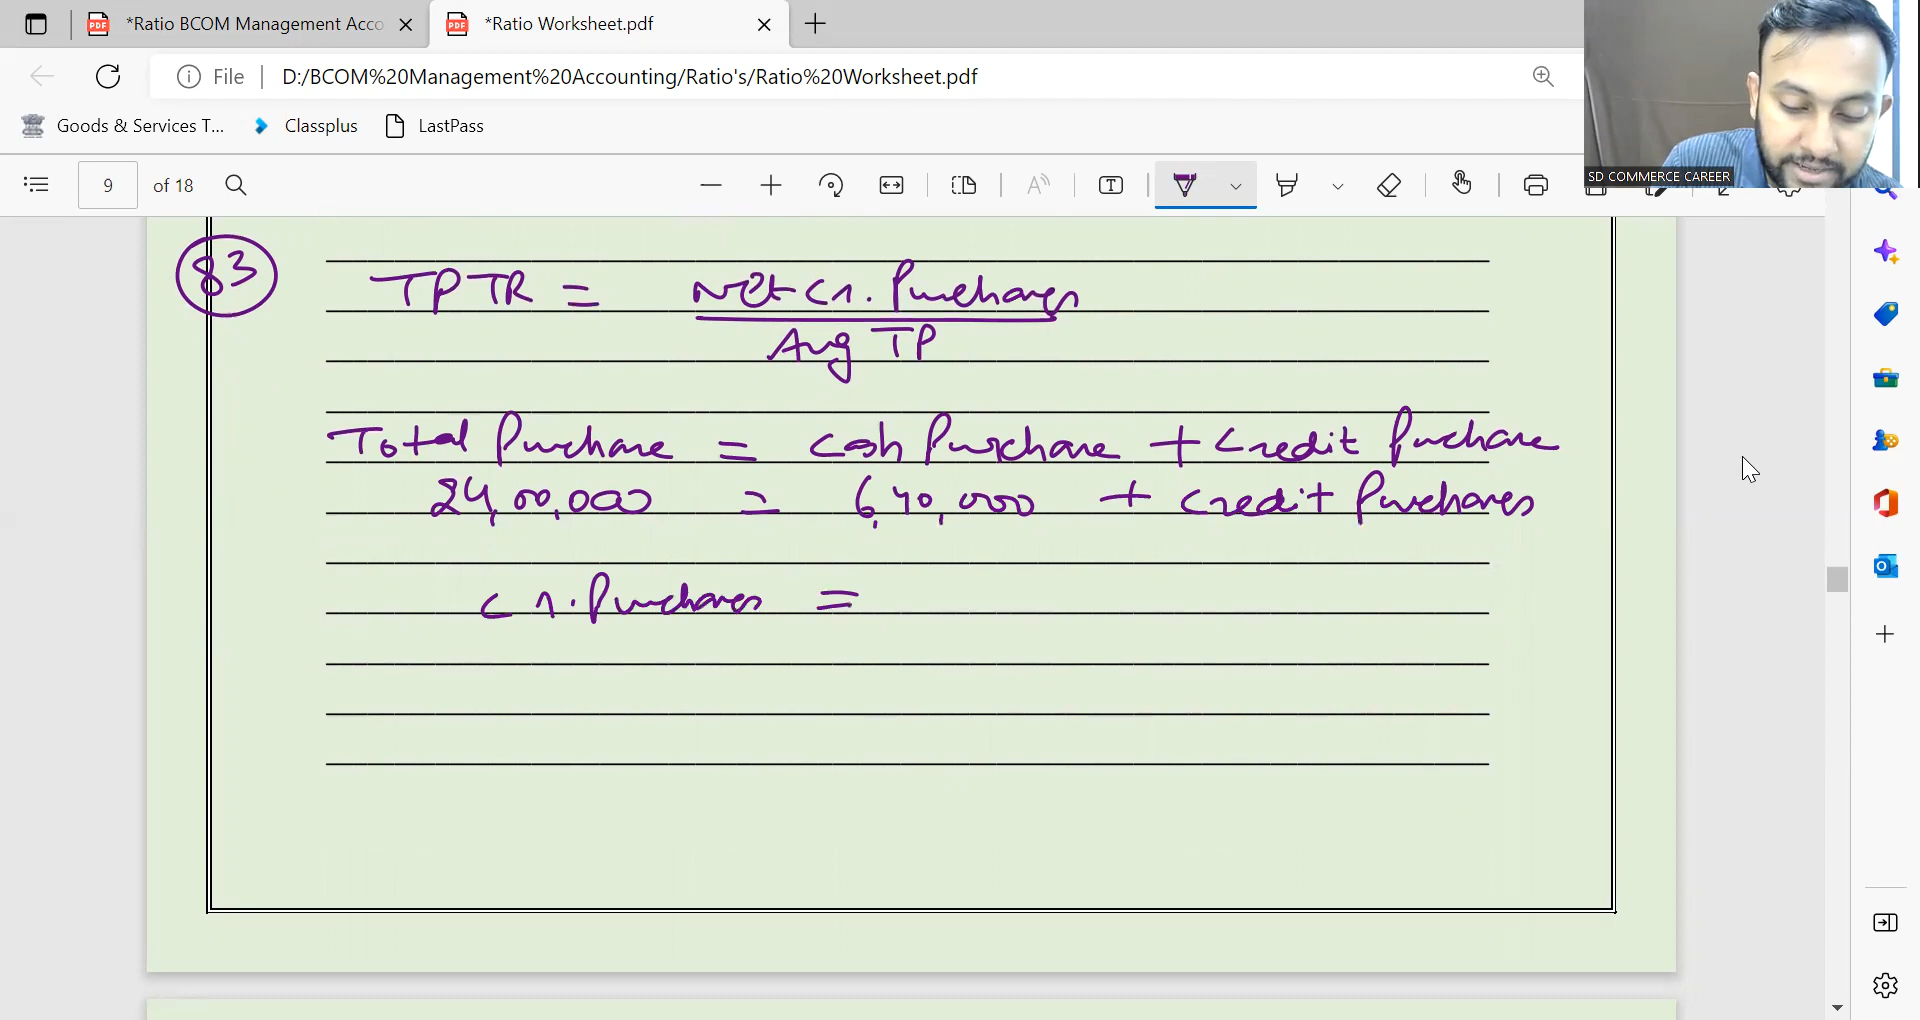 *Ratio BCOM Management Acco
*Ratio Worksheet.pdf
File
D:/BCOM%20Management%20Accounting/Ratio's/Ratio%20Worksheet.pdf
Goods & Services T...
Classplus
LastPass
9 of 18
SD COMMERCE CAREER
83
TPTR = Net Cr. Purchases
Avg TP
Total Purchase = Cash Purchase + Credit Purchase
24,00,000 = 6,40,000 + Credit Purchases
Cr. Purchases =